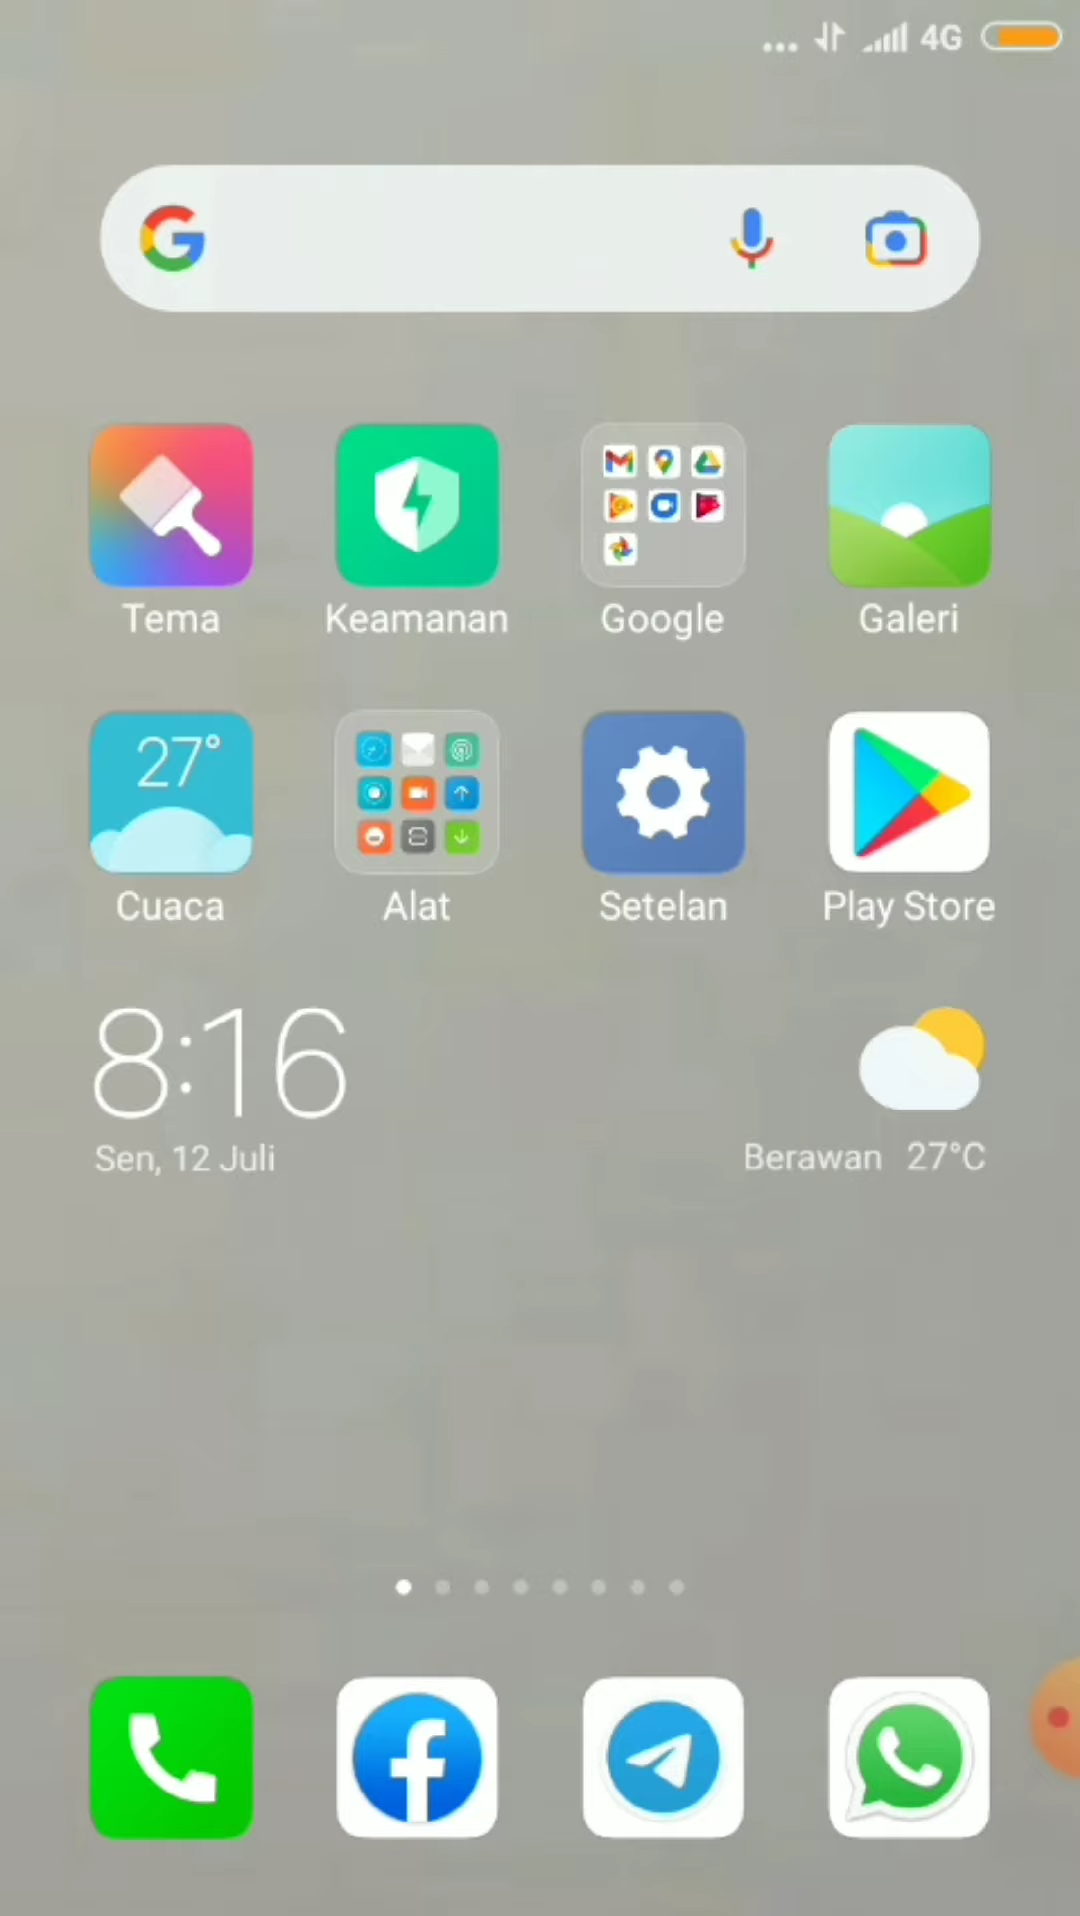 4G
Tema
Keamanan
Google
Galeri
27°
Cuaca
Alat
Setelan
Play Store
8:16
Sen, 12 Juli
Berawan 27°C